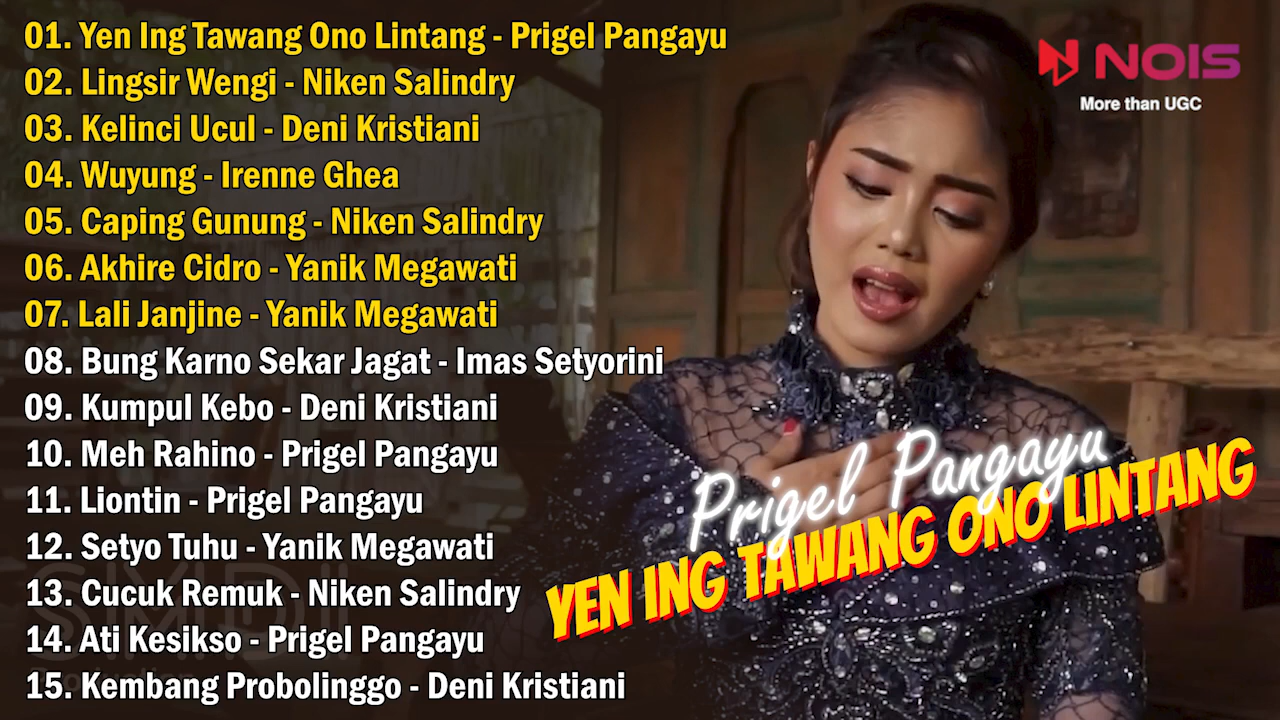 01. Yen Ing Tawang Ono Lintang - Prigel Pangayu
02. Lingsir Wengi - Niken Salindry
03. Kelinci Ucul - Deni Kristiani
04. Wuyung - Irenne Ghea
05. Caping Gunung - Niken Salindry
06. Akhire Cidro - Yanik Megawati
07. Lali Janjine - Yanik Megawati
08. Bung Karno Sekar Jagat - Imas Setyorini
09. Kumpul Kebo - Deni Kristiani
10. Meh Rahino - Prigel Pangayu
11. Liontin - Prigel Pangayu
12. Setyo Tuhu - Yanik Megawati
13. Cucuk Remuk - Niken Salindry
14. Ati Kesikso - Prigel Pangayu
15. Kembang Probolinggo - Deni Kristiani
NOIS
More than UGC
Prigel Pangayu
YEN ING TAWANG ONO LINTANG